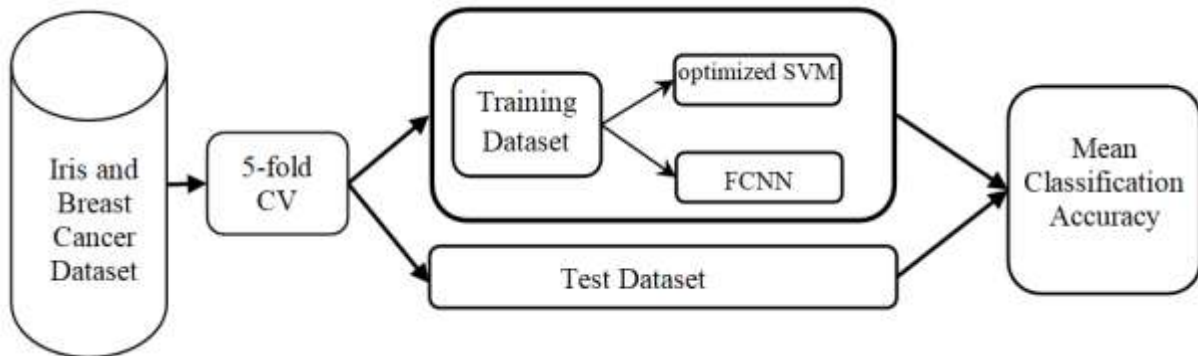 Iris and
Breast
Cancer
Dataset
5-fold
CV
Training
Dataset
optimized SVM
FCNN
Test Dataset
Mean
Classification
Accuracy